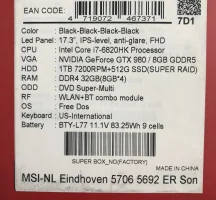 EAN CODE:
4 719072 467371
7D1
Color : Black-Black-Black-Black
Led Panel : 17.3", IPS-level, anti-glare, FHD
CPU : Intel Core i7-6820HK Processor
VGA : NVIDIA GeForce GTX 980 / 8GB GDDR5
HDD : 1TB 7200RPM+512G SSD(SUPER RAID)
RAM : DDR4 32GB(8GB*4)
ODD : DVD Super-Multi
RF : WLAN+BT combo module
OS : Free Dos
Keyboard : US-International
Battery : BTY-L77 11.1V 83.25Wh 9 cells
MADE IN CHINA
SUPER BOX_ND(FACTORY)
MSI-NL Eindhoven 5706 5692 ER Son